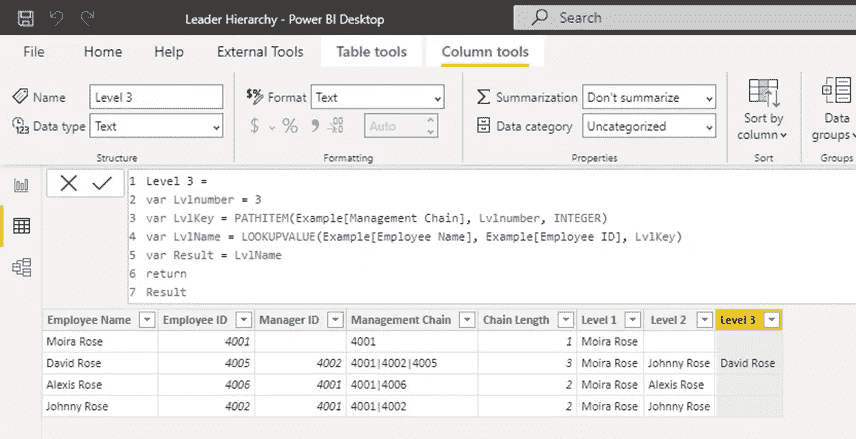 Leader Hierarchy - Power BI Desktop
Search
File Home Help External Tools Table tools Column tools
Name Level 3 $% Format Text Summarization Don't summarize Sort by column Data groups
Data type Text $ % Auto Data category Uncategorized
Structure Formatting Properties Sort Groups
1 Level 3 =
2 var Lvlnumber = 3
3 var LvlKey = PATHITEM(Example[Management Chain], Lvlnumber, INTEGER)
4 var LvlName = LOOKUPVALUE(Example[Employee Name], Example[Employee ID], LvlKey)
5 var Result = LvlName
6 return
7 Result
Employee Name Employee ID Manager ID Management Chain Chain Length Level 1 Level 2 Level 3
Moira Rose 4001 4001 1 Moira Rose
David Rose 4005 4002 4001|4002|4005 3 Moira Rose Johnny Rose David Rose
Alexis Rose 4006 4001 4001|4006 2 Moira Rose Alexis Rose
Johnny Rose 4002 4001 4001|4002 2 Moira Rose Johnny Rose